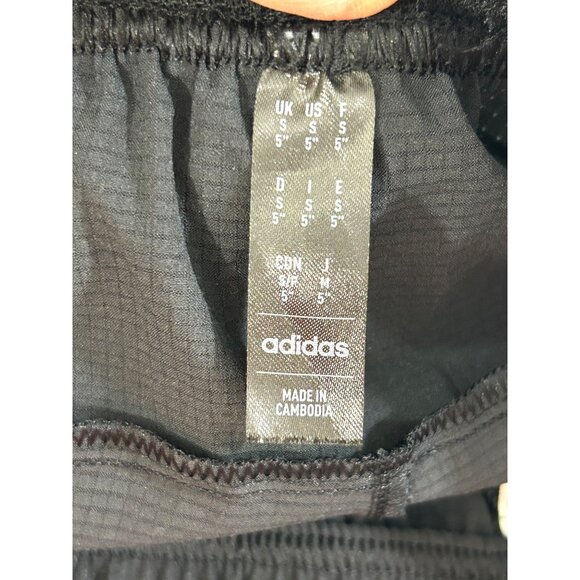 UK US F
S S S
5" 5" 5"
D I E
S S S
5" 5" 5"
CDN J
S/P M
5" 5"
adidas
MADE IN
CAMBODIA